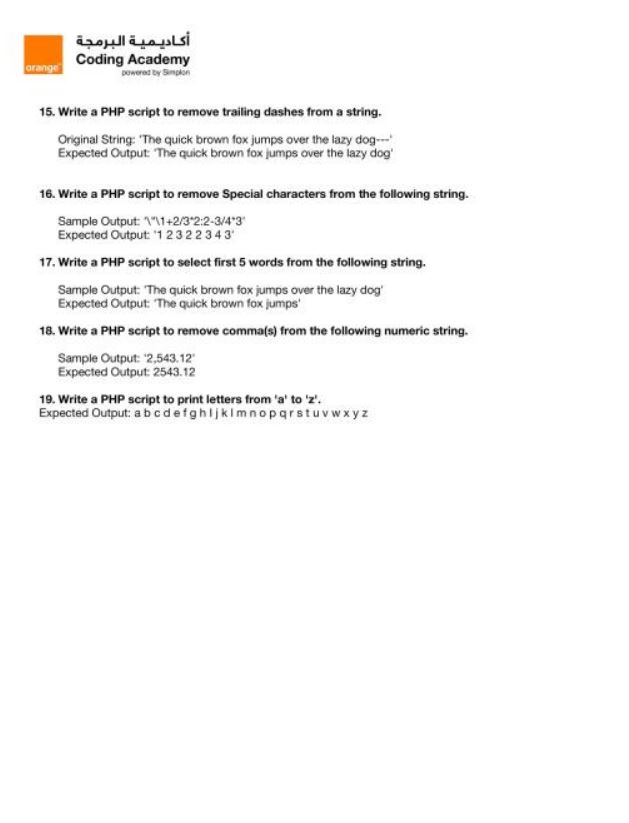 أكاديمية البرمجة
orange™
Coding Academy
powered by Simplon
15. Write a PHP script to remove trailing dashes from a string.
Original String: 'The quick brown fox jumps over the lazy dog---'
Expected Output: 'The quick brown fox jumps over the lazy dog'
16. Write a PHP script to remove Special characters from the following string.
Sample Output: '\"\1+2/3*2:2-3/4*3'
Expected Output: '1 2 3 2 2 3 4 3'
17. Write a PHP script to select first 5 words from the following string.
Sample Output: 'The quick brown fox jumps over the lazy dog'
Expected Output: 'The quick brown fox jumps'
18. Write a PHP script to remove comma(s) from the following numeric string.
Sample Output: '2,543.12'
Expected Output: 2543.12
19. Write a PHP script to print letters from 'a' to 'z'.
Expected Output: a b c d e f g h I j k l m n o p q r s t u v w x y z